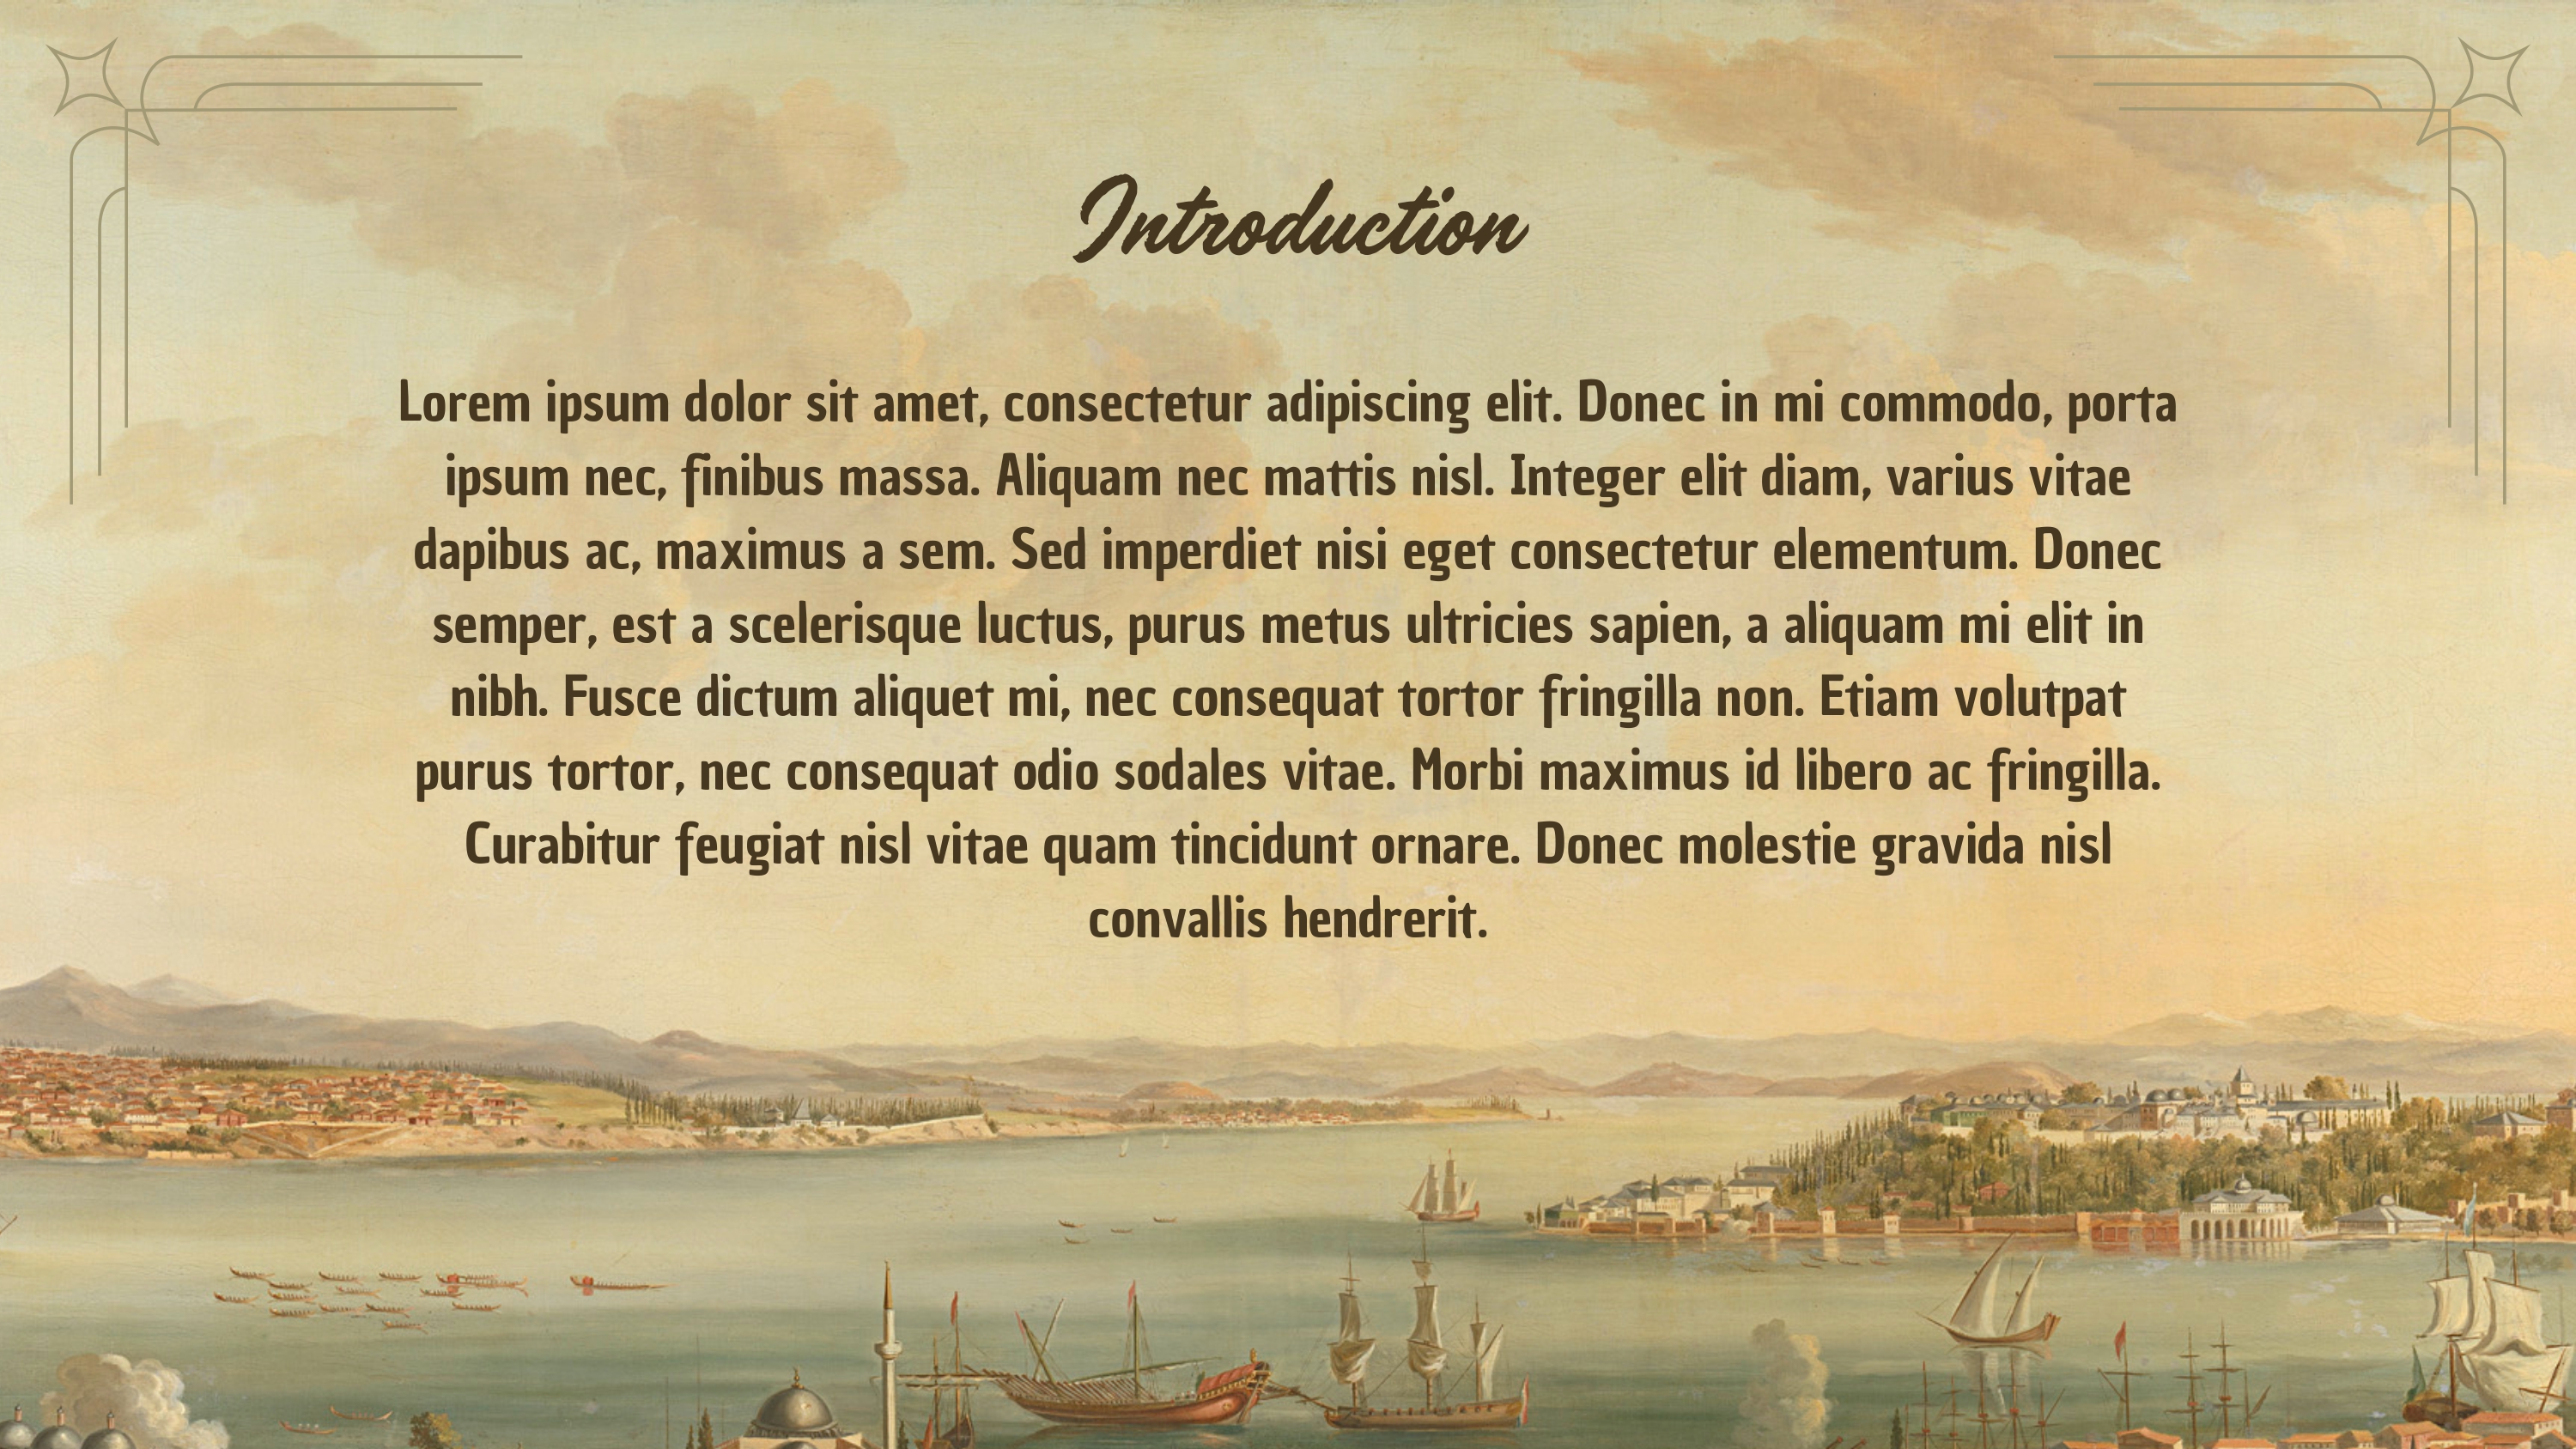 Introduction
Lorem ipsum dolor sit amet, consectetur adipiscing elit. Donec in mi commodo, porta
ipsum nec, finibus massa. Aliquam nec mattis nisl. Integer elit diam, varius vitae
dapibus ac, maximus a sem. Sed imperdiet nisi eget consectetur elementum. Donec
semper, est a scelerisque luctus, purus metus ultricies sapien, a aliquam mi elit in
nibh. Fusce dictum aliquet mi, nec consequat tortor fringilla non. Etiam volutpat
purus tortor, nec consequat odio sodales vitae. Morbi maximus id libero ac fringilla.
Curabitur feugiat nisl vitae quam tincidunt ornare. Donec molestie gravida nisl
convallis hendrerit.